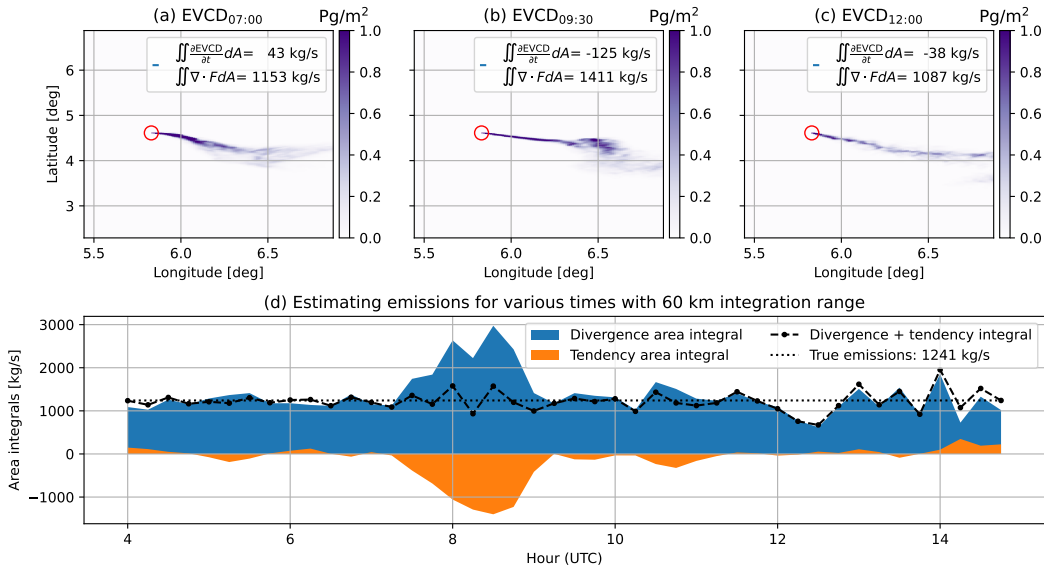 (a) EVCD07:00 Pg/m2
(b) EVCD09:30 Pg/m2
(c) EVCD12:00 Pg/m2
∬∂EVCD/∂t dA= 43 kg/s
∬∇·FdA= 1153 kg/s
∬∂EVCD/∂t dA= -125 kg/s
∬∇·FdA= 1411 kg/s
∬∂EVCD/∂t dA= -38 kg/s
∬∇·FdA= 1087 kg/s
Latitude [deg]
6
5
4
3
5.5 6.0 6.5
Longitude [deg]
1.0
0.8
0.6
0.4
0.2
0.0
5.5 6.0 6.5
Longitude [deg]
1.0
0.8
0.6
0.4
0.2
0.0
5.5 6.0 6.5
Longitude [deg]
1.0
0.8
0.6
0.4
0.2
0.0
(d) Estimating emissions for various times with 60 km integration range
Area integrals [kg/s]
3000
2000
1000
0
−1000
Divergence area integral
Tendency area integral
Divergence + tendency integral
True emissions: 1241 kg/s
4 6 8 10 12 14
Hour (UTC)